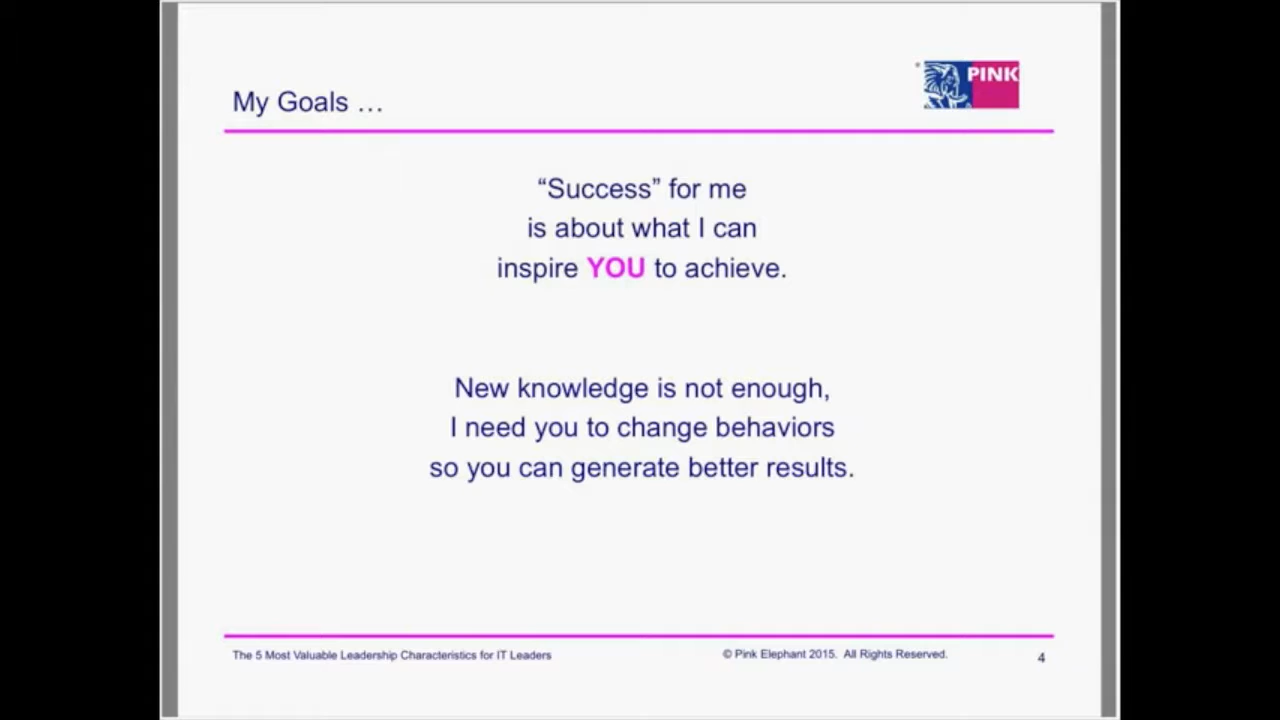 My Goals …
PINK
“Success” for me
is about what I can
inspire YOU to achieve.
New knowledge is not enough,
I need you to change behaviors
so you can generate better results.
The 5 Most Valuable Leadership Characteristics for IT Leaders
© Pink Elephant 2015. All Rights Reserved.
4